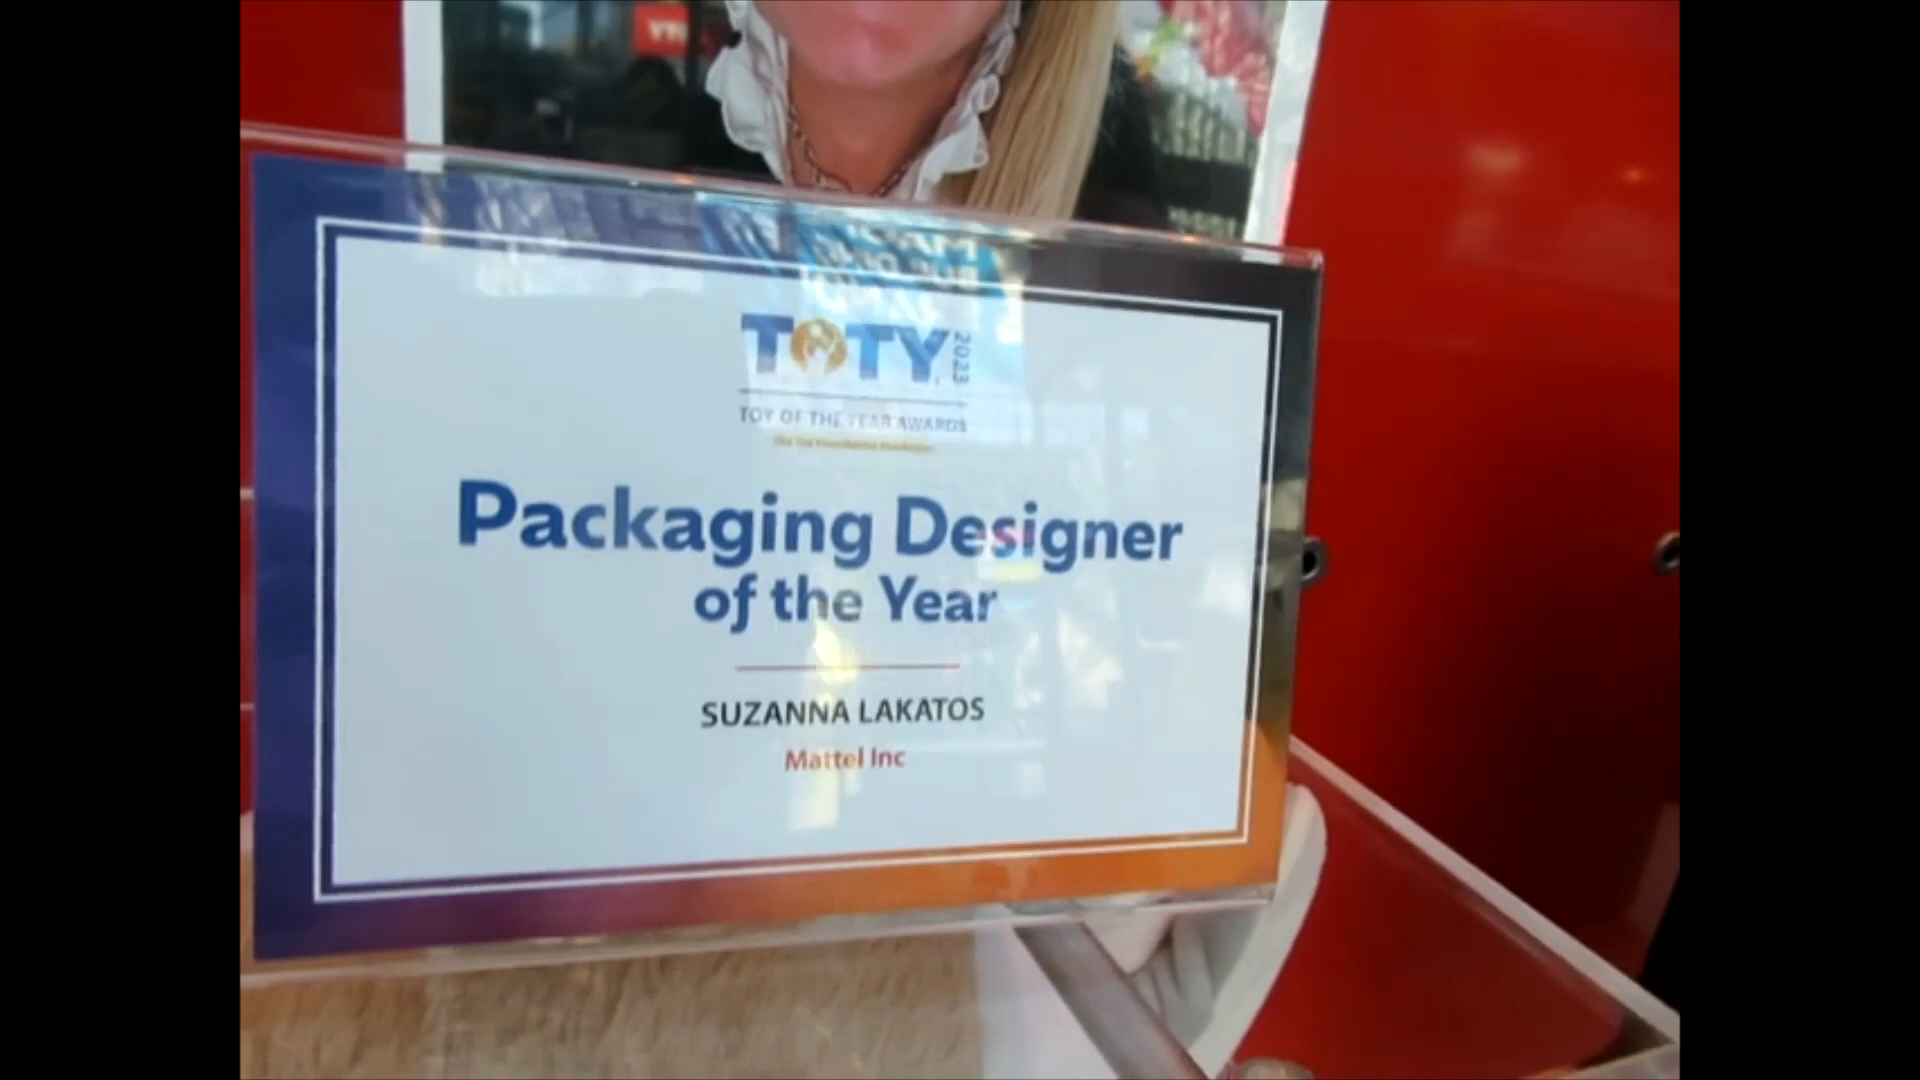 TOTY 2023
TOY OF THE YEAR AWARDS
Packaging Designer
of the Year
SUZANNA LAKATOS
Mattel Inc